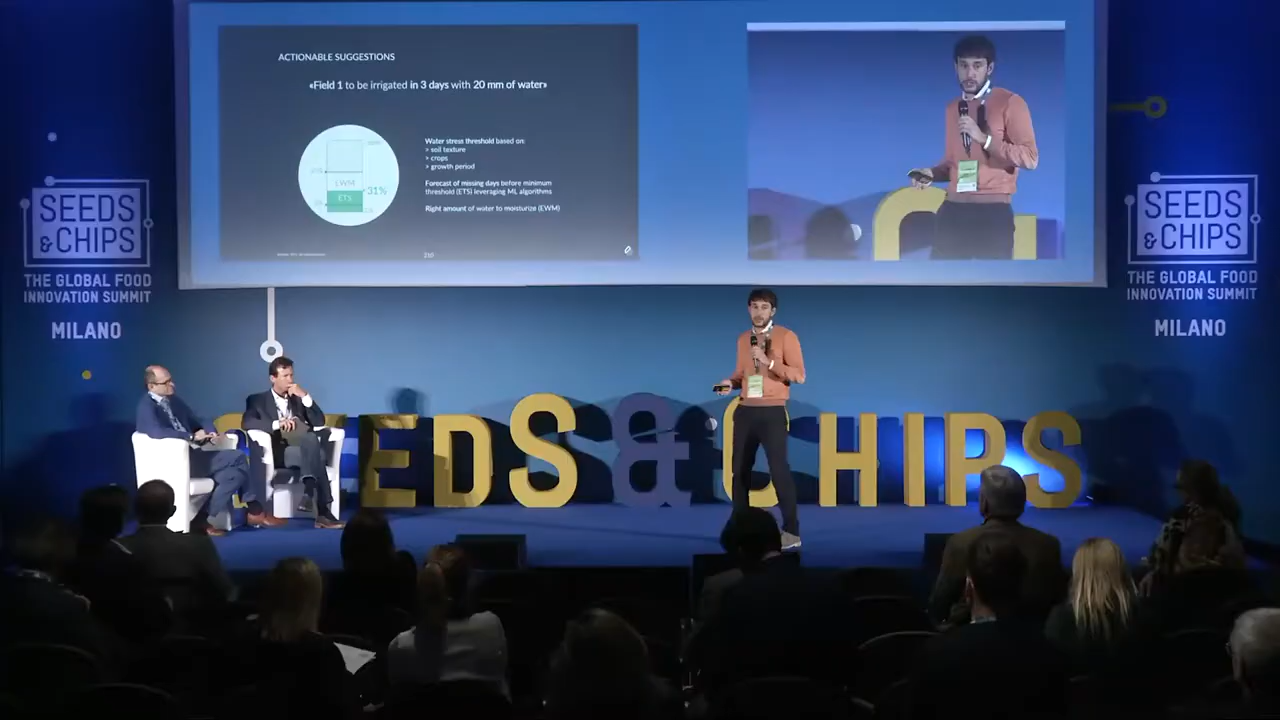 ACTIONABLE SUGGESTIONS
«Field 1 to be irrigated in 3 days with 20 mm of water»
Water stress threshold based on:
> soil texture
> crops
> growth period
LWM
31%
ETS
Forecast of missing days before minimum
threshold (ETS) leveraging ML algorithms
Right amount of water to moisturize (EWM)
SEEDS
&CHIPS
THE GLOBAL FOOD
INNOVATION SUMMIT
MILANO
SEEDS
&CHIPS
THE GLOBAL FOOD
INNOVATION SUMMIT
MILANO
SEEDS & CHIPS